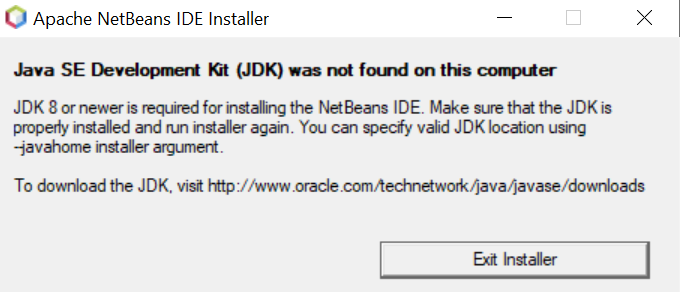 Apache NetBeans IDE Installer
Java SE Development Kit (JDK) was not found on this computer
JDK 8 or newer is required for installing the NetBeans IDE. Make sure that the JDK is
properly installed and run installer again. You can specify valid JDK location using
--javahome installer argument.
To download the JDK, visit http://www.oracle.com/technetwork/java/javase/downloads
Exit Installer